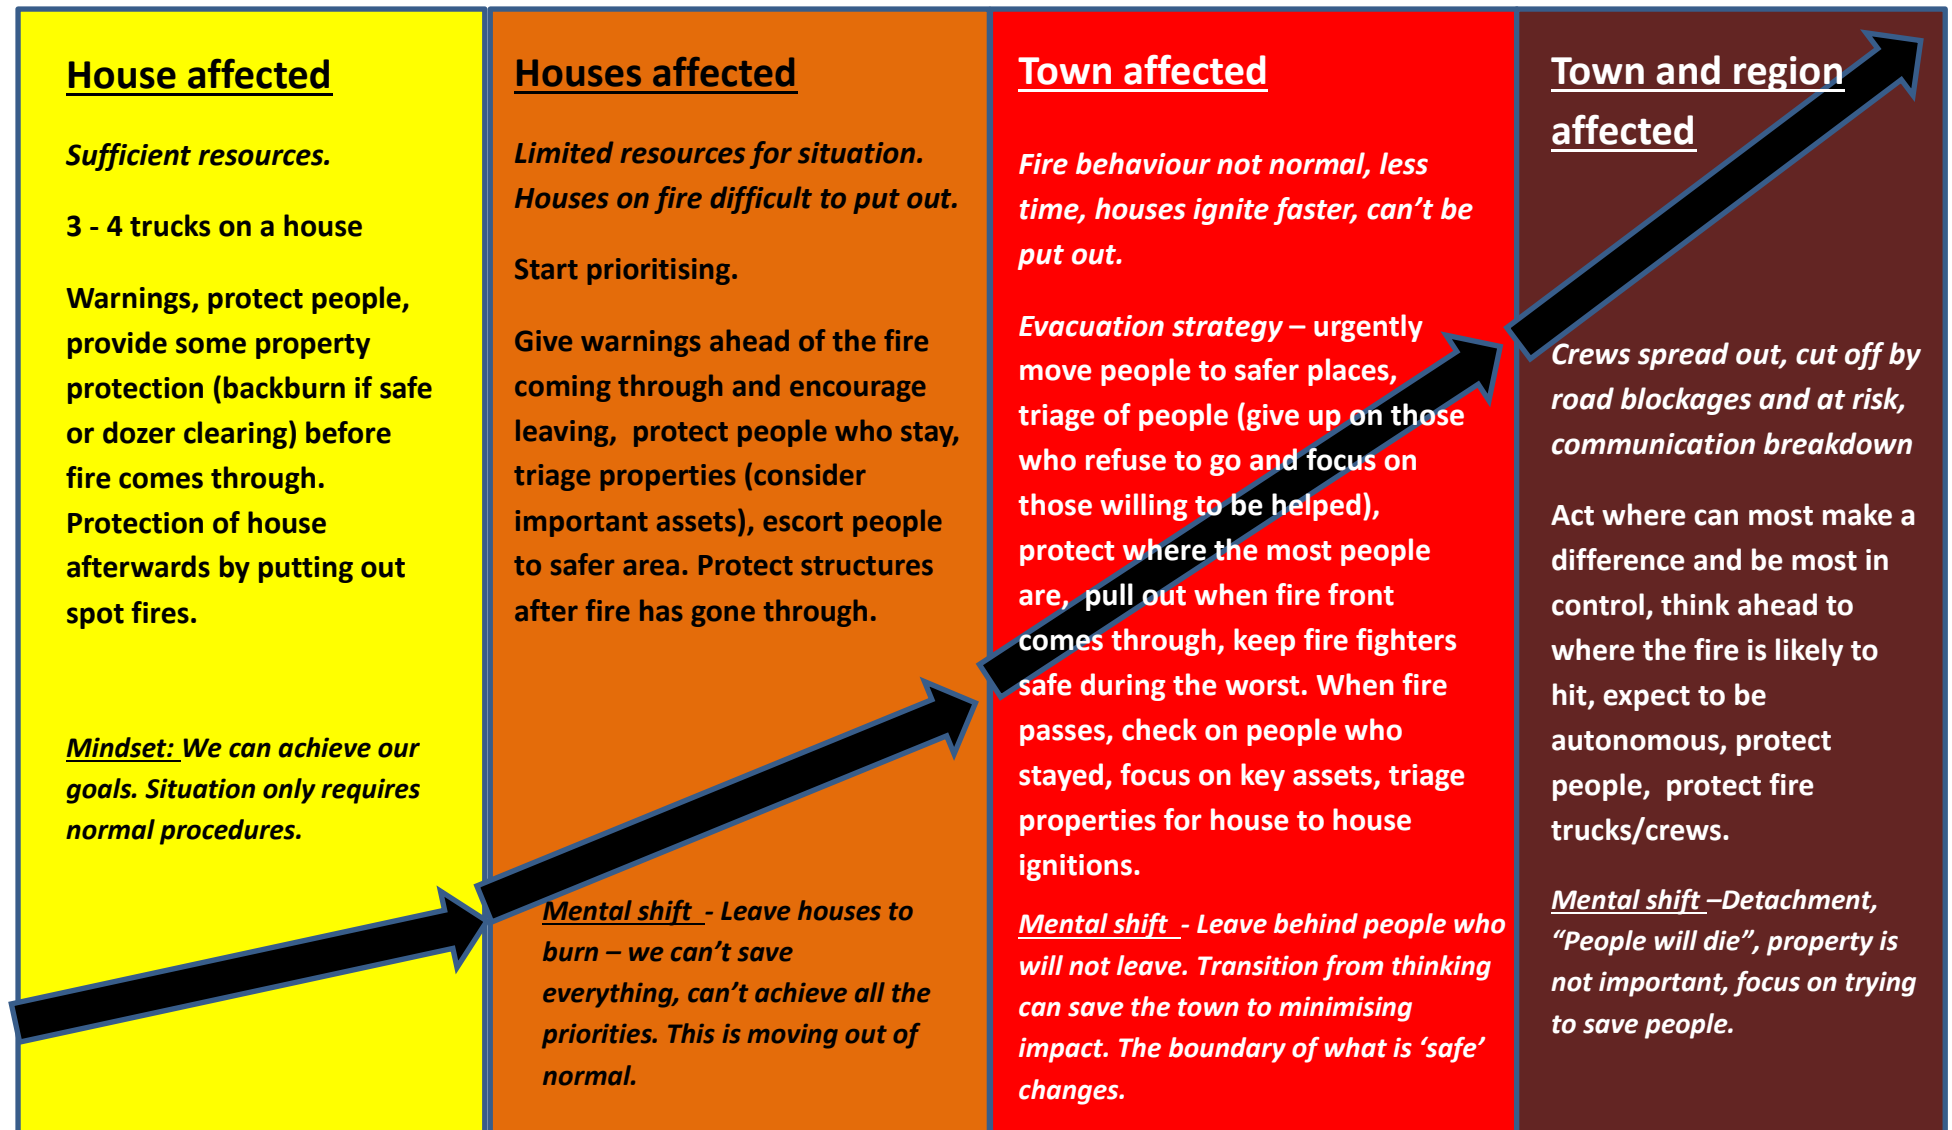 House affected
Sufficient resources.
3 - 4 trucks on a house
Warnings, protect people,
provide some property
protection (backburn if safe
or dozer clearing) before
fire comes through.
Protection of house
afterwards by putting out
spot fires.
Mindset: We can achieve our
goals. Situation only requires
normal procedures.
Houses affected
Limited resources for situation.
Houses on fire difficult to put out.
Start prioritising.
Give warnings ahead of the fire
coming through and encourage
leaving,  protect people who stay,
triage properties (consider
important assets), escort people
to safer area. Protect structures
after fire has gone through.
Mental shift  - Leave houses to
burn – we can’t save
everything, can’t achieve all the
priorities. This is moving out of
normal.
Town affected
Fire behaviour not normal, less
time, houses ignite faster, can’t be
put out.
Evacuation strategy – urgently
move people to safer places,
triage of people (give up on those
who refuse to go and focus on
those willing to be helped),
protect where the most people
are,  pull out when fire front
comes through, keep fire fighters
safe during the worst. When fire
passes, check on people who
stayed, focus on key assets, triage
properties for house to house
ignitions.
Mental shift  - Leave behind people who
will not leave. Transition from thinking
can save the town to minimising
impact. The boundary of what is ‘safe’
changes.
Town and region
affected
Crews spread out, cut off by
road blockages and at risk,
communication breakdown
Act where can most make a
difference and be most in
control, think ahead to
where the fire is likely to
hit, expect to be
autonomous, protect
people,  protect fire
trucks/crews.
Mental shift –Detachment,
“People will die”, property is
not important, focus on trying
to save people.